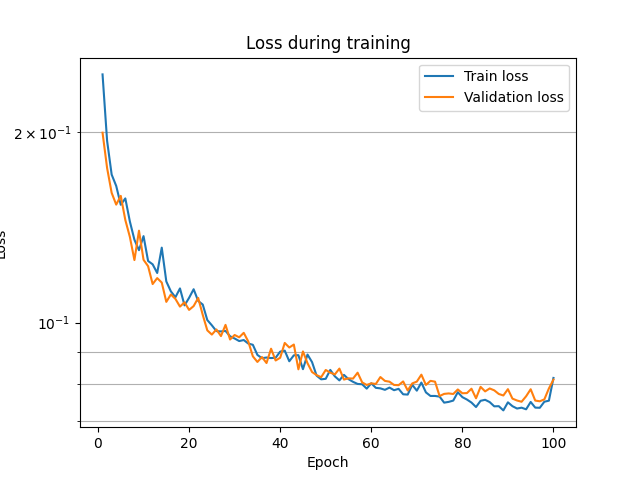 Loss during training
Train loss
Validation loss
2 × 10⁻¹
10⁻¹
Loss
0 20 40 60 80 100
Epoch